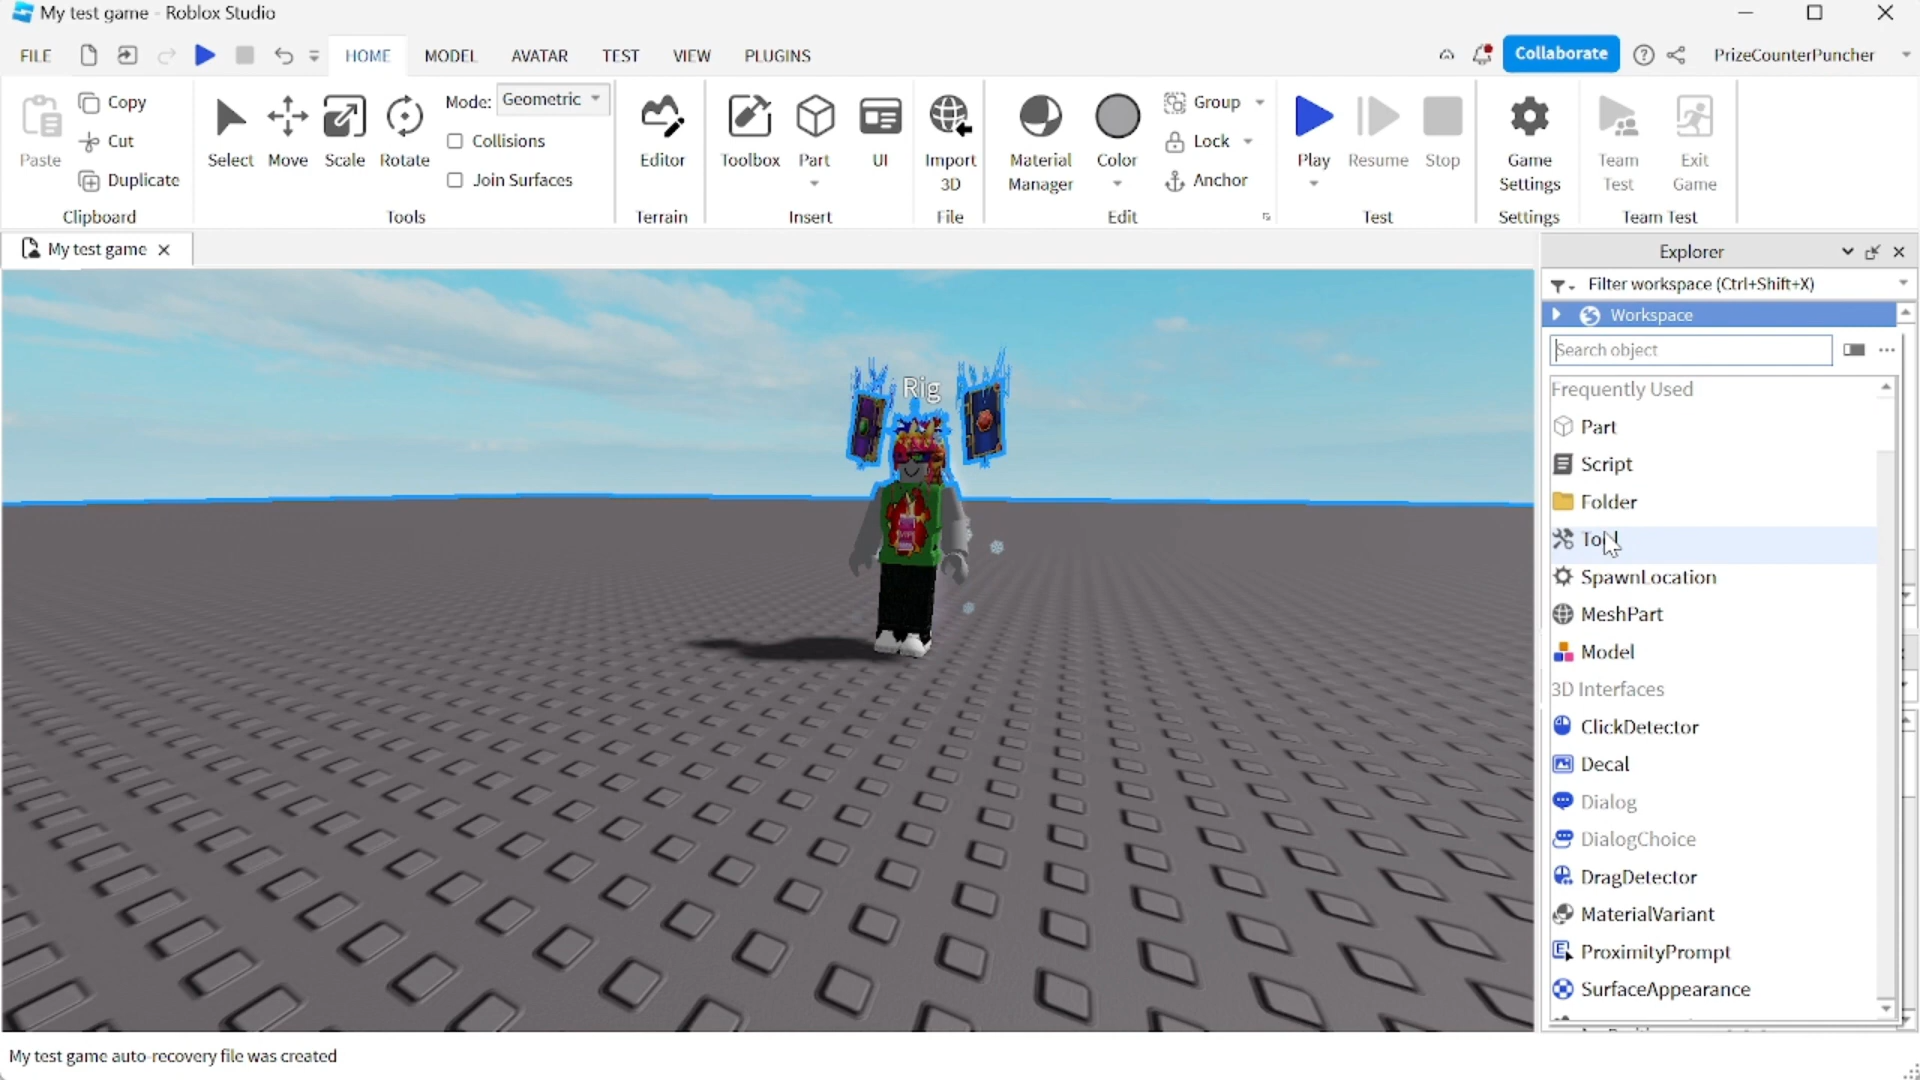 My test game - Roblox Studio
FILE HOME MODEL AVATAR TEST VIEW PLUGINS Collaborate PrizeCounterPuncher
Paste Copy Cut Duplicate
Clipboard
Select Move Scale Rotate
Mode: Geometric
Collisions
Join Surfaces
Tools
Editor
Terrain
Toolbox Part UI
Insert
Import
3D
File
Material
Manager
Color
Group
Lock
Anchor
Edit
Play Resume Stop
Test
Game
Settings
Settings
Team
Test
Exit
Game
Team Test
My test game
Explorer
Filter workspace (Ctrl+Shift+X)
Workspace
Search object
Frequently Used
Part
Script
Folder
Tool
SpawnLocation
MeshPart
Model
3D Interfaces
ClickDetector
Decal
Dialog
DialogChoice
DragDetector
MaterialVariant
ProximityPrompt
SurfaceAppearance
Rig
My test game auto-recovery file was created